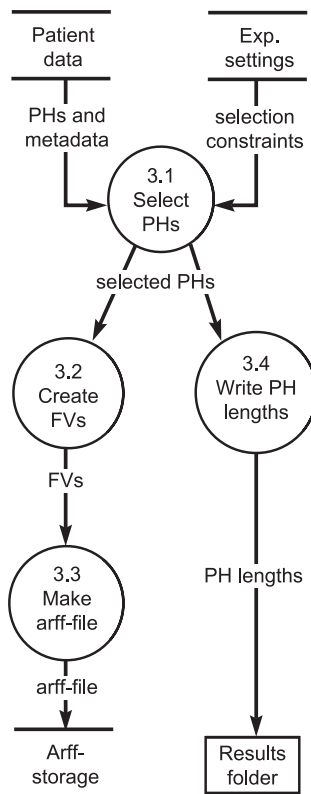 Patient
data
Exp.
settings
PHs and
metadata
selection
constraints
3.1
Select
PHs
selected PHs
3.2
Create
FVs
3.4
Write PH
lengths
FVs
3.3
Make
arff-file
PH lengths
arff-file
Arff-
storage
Results
folder